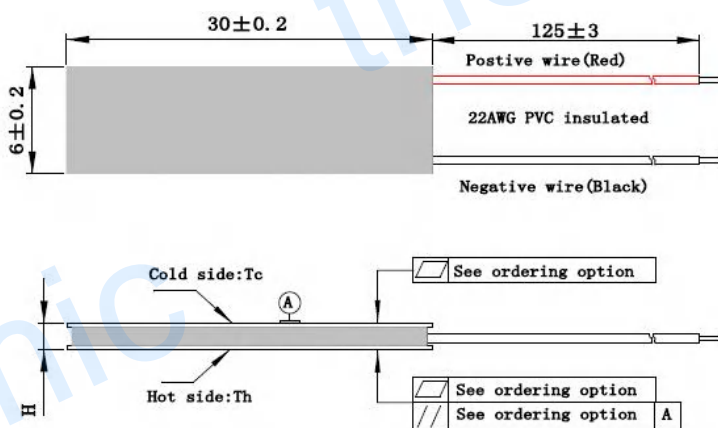 30±0.2
125±3
Postive wire(Red)
6±0.2
22AWG PVC insulated
Negative wire(Black)
Cold side:Tc
See ordering option
A
H
Hot side:Th
See ordering option
// See ordering option A
nic